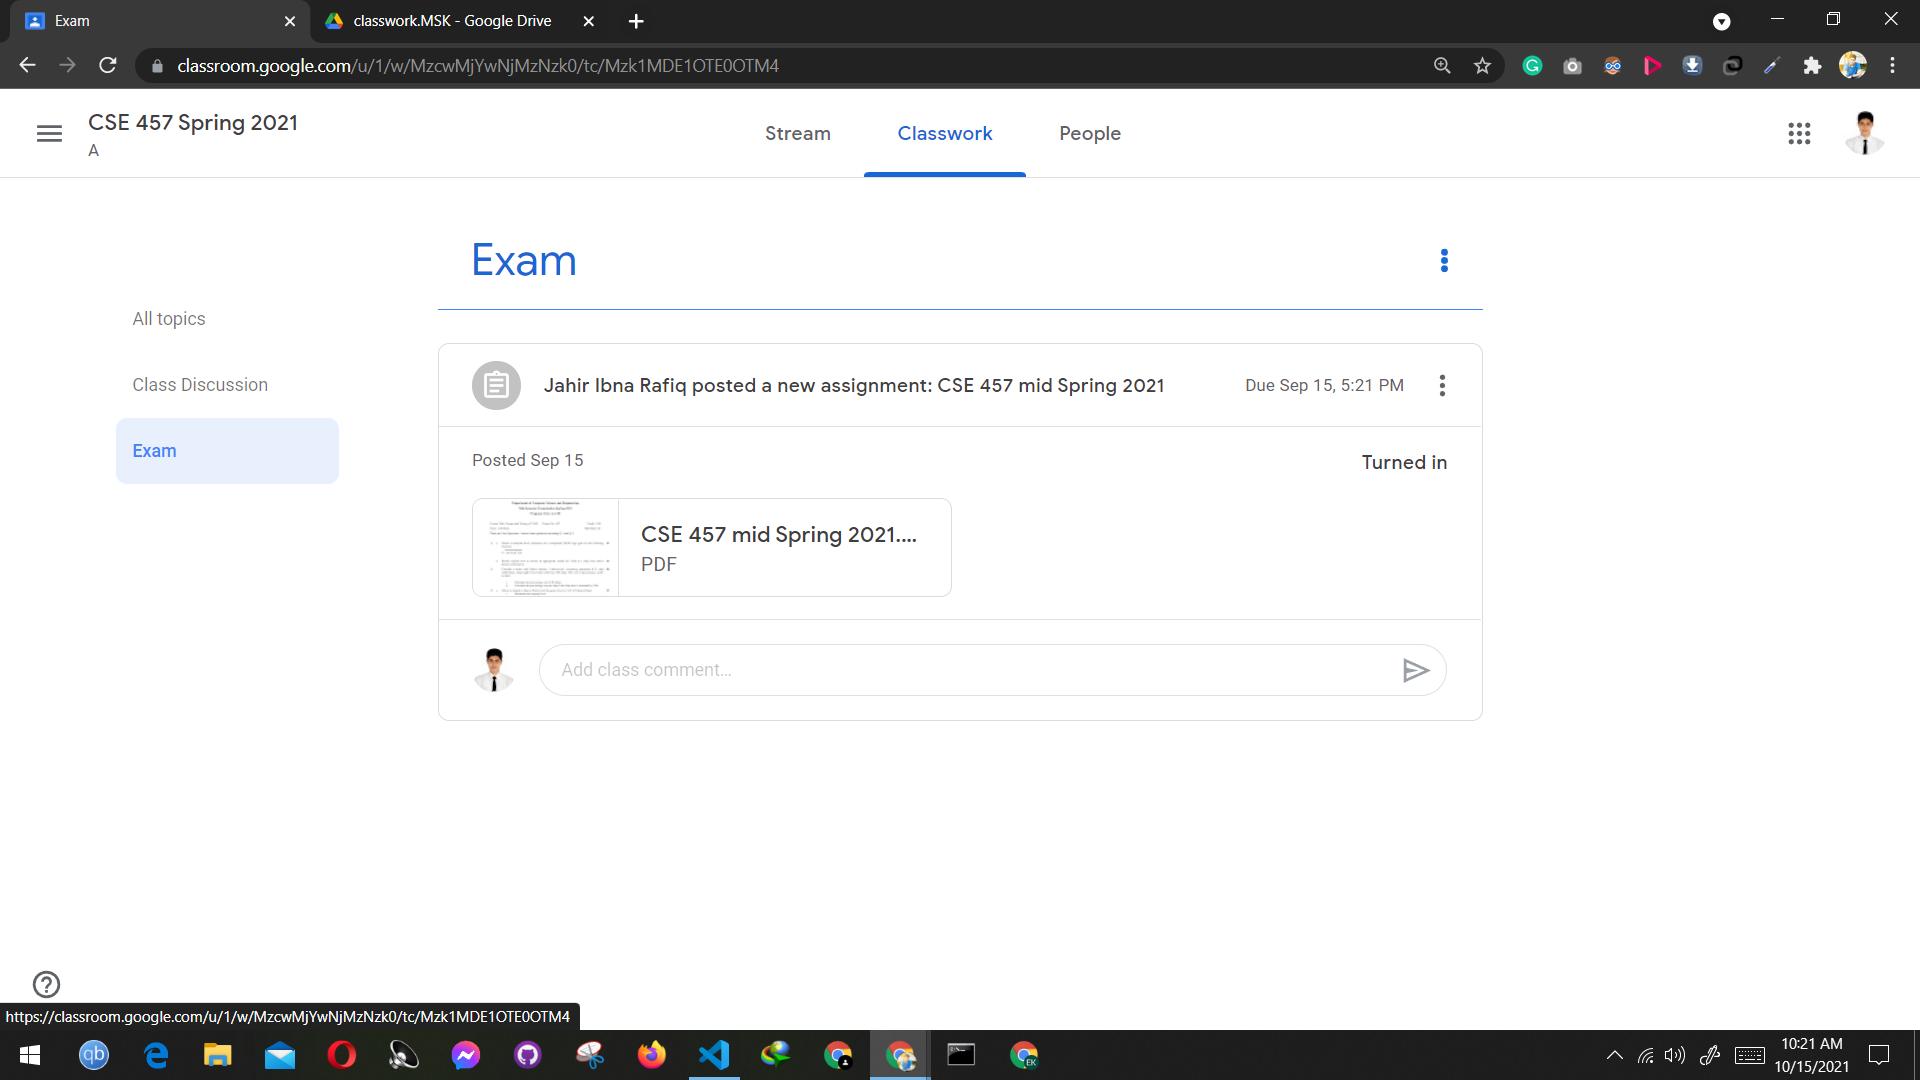 Exam
classwork.MSK - Google Drive
classroom.google.com/u/1/w/MzcwMjYwNjMzNzk0/tc/Mzk1MDE1OTE0OTM4
CSE 457 Spring 2021
A
Stream
Classwork
People
Exam
All topics
Class Discussion
Exam
Jahir Ibna Rafiq posted a new assignment: CSE 457 mid Spring 2021
Due Sep 15, 5:21 PM
Posted Sep 15
Turned in
CSE 457 mid Spring 2021....
PDF
Add class comment...
https://classroom.google.com/u/1/w/MzcwMjYwNjMzNzk0/tc/Mzk1MDE1OTE0OTM4
qb
EK
10:21 AM
10/15/2021